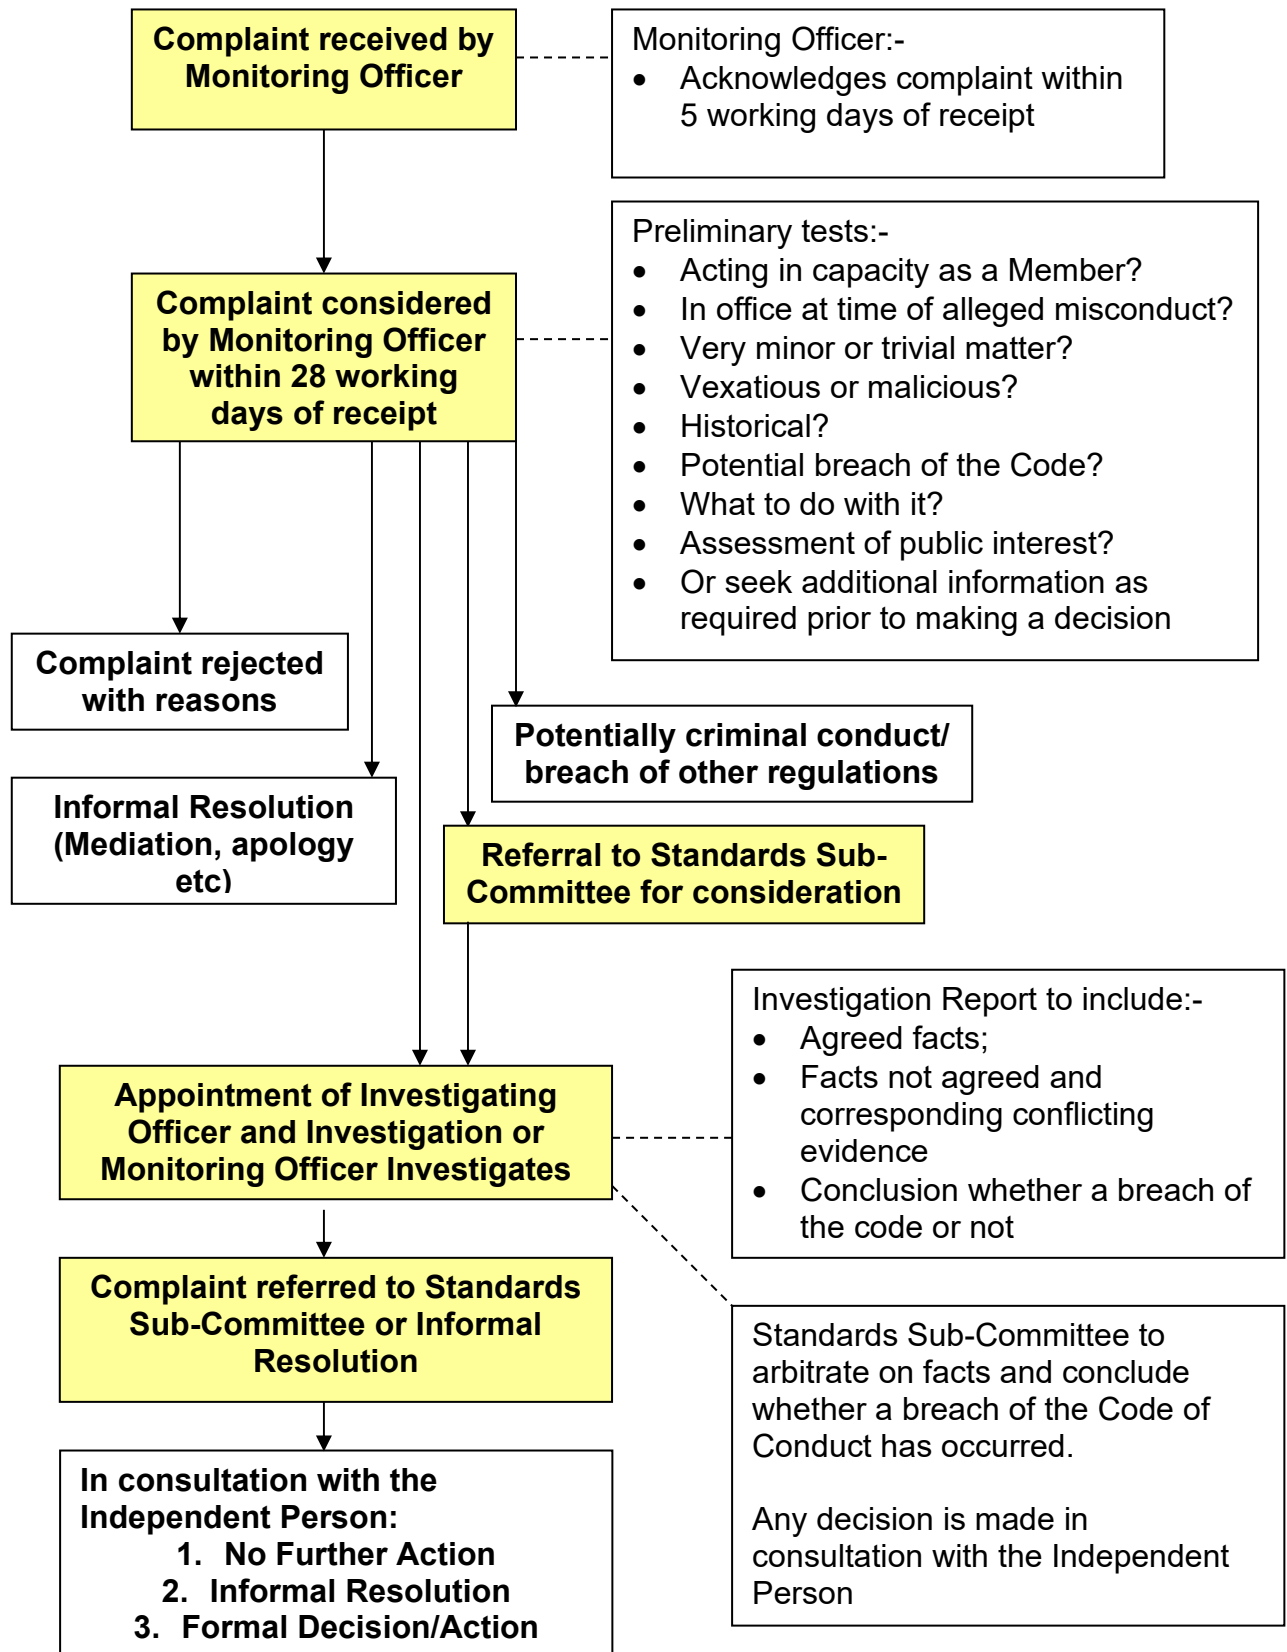 Complaint received by
Monitoring Officer
Monitoring Officer:-
• Acknowledges complaint within
5 working days of receipt
Complaint considered
by Monitoring Officer
within 28 working
days of receipt
Preliminary tests:-
• Acting in capacity as a Member?
• In office at time of alleged misconduct?
• Very minor or trivial matter?
• Vexatious or malicious?
• Historical?
• Potential breach of the Code?
• What to do with it?
• Assessment of public interest?
• Or seek additional information as
required prior to making a decision
Complaint rejected
with reasons
Potentially criminal conduct/
breach of other regulations
Informal Resolution
(Mediation, apology
etc)
Referral to Standards Sub-
Committee for consideration
Investigation Report to include:-
• Agreed facts;
• Facts not agreed and
corresponding conflicting
evidence
• Conclusion whether a breach of
the code or not
Appointment of Investigating
Officer and Investigation or
Monitoring Officer Investigates
Complaint referred to Standards
Sub-Committee or Informal
Resolution
Standards Sub-Committee to
arbitrate on facts and conclude
whether a breach of the Code of
Conduct has occurred.
Any decision is made in
consultation with the Independent
Person
In consultation with the
Independent Person:
1. No Further Action
2. Informal Resolution
3. Formal Decision/Action